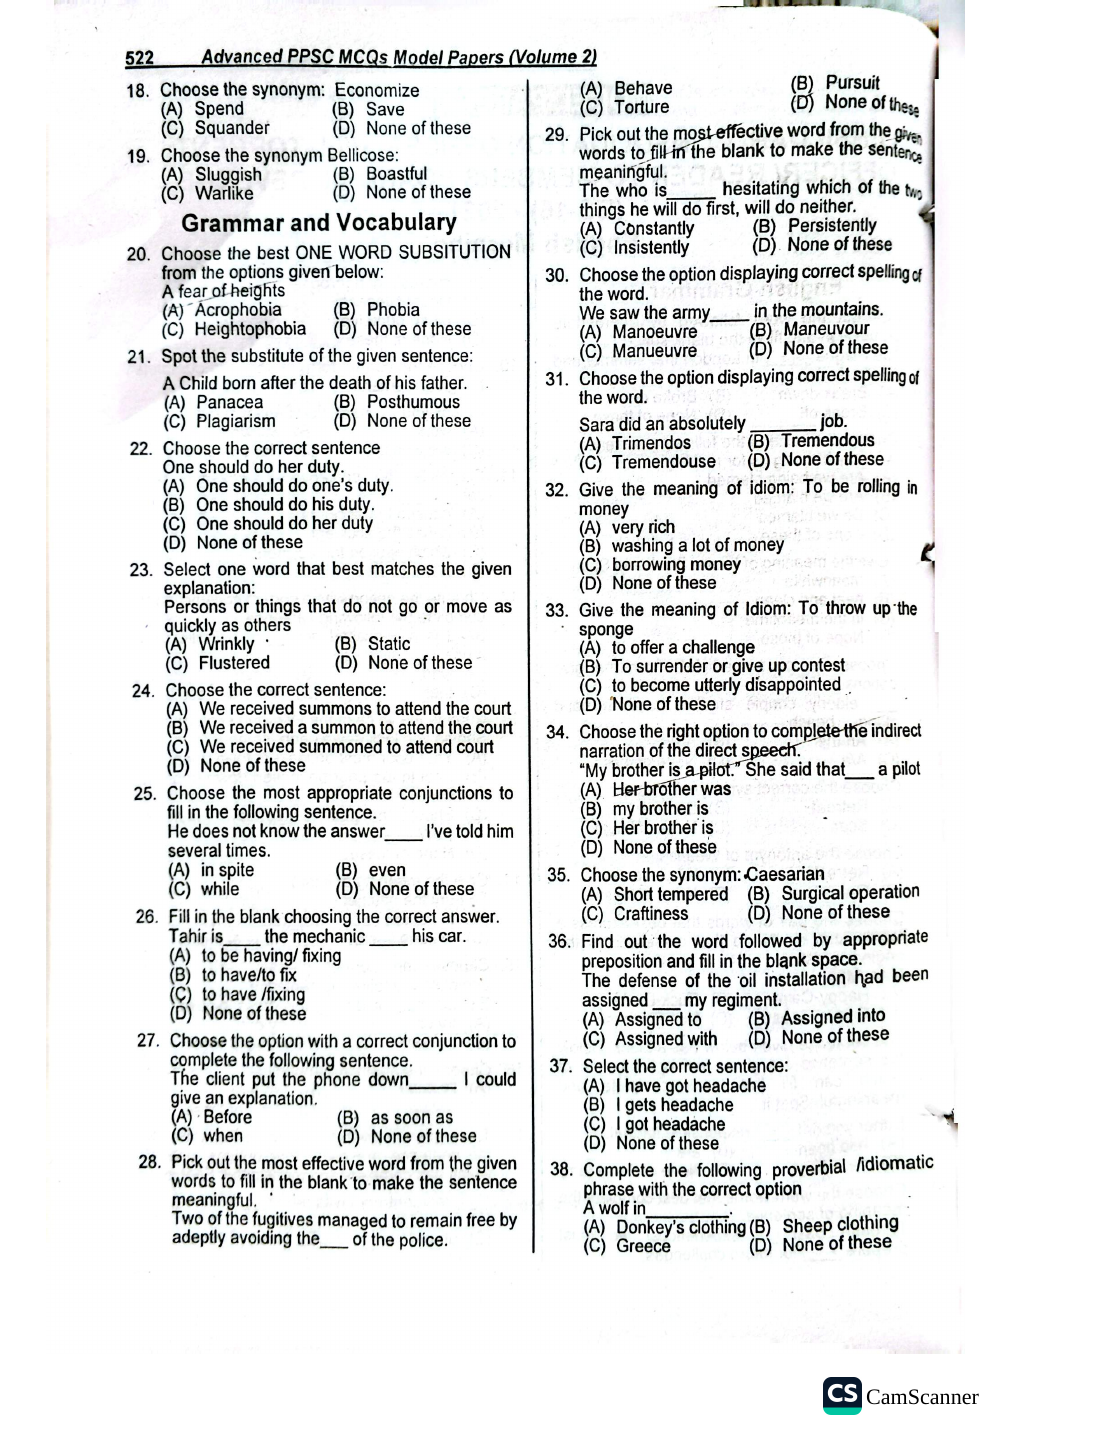 522 Advanced PPSC MCQs Model Papers (Volume 2)
18. Choose the synonym: Economize
(A) Spend (B) Save
(C) Squander (D) None of these
19. Choose the synonym Bellicose:
(A) Sluggish (B) Boastful
(C) Warlike (D) None of these
Grammar and Vocabulary
20. Choose the best ONE WORD SUBSITUTION
from the options given below:
A fear of heights
(A) Acrophobia (B) Phobia
(C) Heightophobia (D) None of these
21. Spot the substitute of the given sentence:
A Child born after the death of his father.
(A) Panacea (B) Posthumous
(C) Plagiarism (D) None of these
22. Choose the correct sentence
One should do her duty.
(A) One should do one's duty.
(B) One should do his duty.
(C) One should do her duty
(D) None of these
23. Select one word that best matches the given
explanation:
Persons or things that do not go or move as
quickly as others
(A) Wrinkly (B) Static
(C) Flustered (D) None of these
24. Choose the correct sentence:
(A) We received summons to attend the court
(B) We received a summon to attend the court
(C) We received summoned to attend court
(D) None of these
25. Choose the most appropriate conjunctions to
fill in the following sentence.
He does not know the answer____ I've told him
several times.
(A) in spite (B) even
(C) while (D) None of these
26. Fill in the blank choosing the correct answer.
Tahir is____ the mechanic ____ his car.
(A) to be having/ fixing
(B) to have/to fix
(C) to have /fixing
(D) None of these
27. Choose the option with a correct conjunction to
complete the following sentence.
The client put the phone down_____ I could
give an explanation.
(A) Before (B) as soon as
(C) when (D) None of these
28. Pick out the most effective word from the given
words to fill in the blank to make the sentence
meaningful.
Two of the fugitives managed to remain free by
adeptly avoiding the___ of the police.
(A) Behave (B) Pursuit
(C) Torture (D) None of these
29. Pick out the most effective word from the given
words to fill in the blank to make the sentence
meaningful.
The who is_____ hesitating which of the two
things he will do first, will do neither.
(A) Constantly (B) Persistently
(C) Insistently (D) None of these
30. Choose the option displaying correct spelling of
the word.
We saw the army____ in the mountains.
(A) Manoeuvre (B) Maneuvour
(C) Manueuvre (D) None of these
31. Choose the option displaying correct spelling of
the word.
Sara did an absolutely _______ job.
(A) Trimendos (B) Tremendous
(C) Tremendouse (D) None of these
32. Give the meaning of idiom: To be rolling in
money
(A) very rich
(B) washing a lot of money
(C) borrowing money
(D) None of these
33. Give the meaning of Idiom: To throw up the
sponge
(A) to offer a challenge
(B) To surrender or give up contest
(C) to become utterly disappointed
(D) None of these
34. Choose the right option to complete the indirect
narration of the direct speech.
“My brother is a pilot.” She said that___ a pilot
(A) Her brother was
(B) my brother is
(C) Her brother is
(D) None of these
35. Choose the synonym: Caesarian
(A) Short tempered (B) Surgical operation
(C) Craftiness (D) None of these
36. Find out the word followed by appropriate
preposition and fill in the blank space.
The defense of the oil installation had been
assigned ___ my regiment.
(A) Assigned to (B) Assigned into
(C) Assigned with (D) None of these
37. Select the correct sentence:
(A) I have got headache
(B) I gets headache
(C) I got headache
(D) None of these
38. Complete the following proverbial /idiomatic
phrase with the correct option
A wolf in_________.
(A) Donkey's clothing (B) Sheep clothing
(C) Greece (D) None of these
CS CamScanner